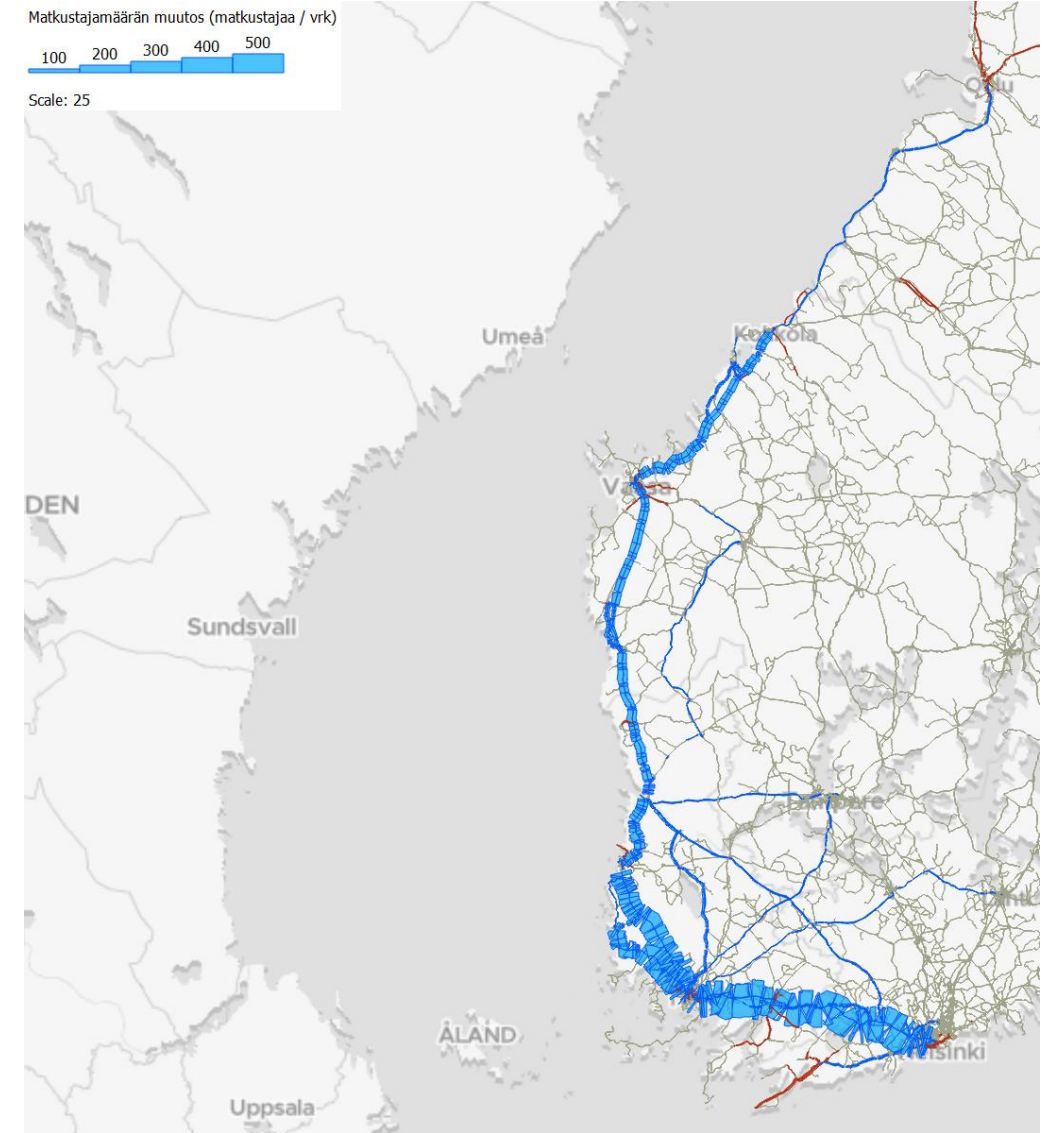 Matkustajamäärän muutos (matkustajaa / vrk)
100 200 300 400 500
Scale: 25
Oulu
Umeå
Kokkola
Vaasa
DEN
Sundsvall
Tampere
Lahti
ÅLAND
Helsinki
Uppsala